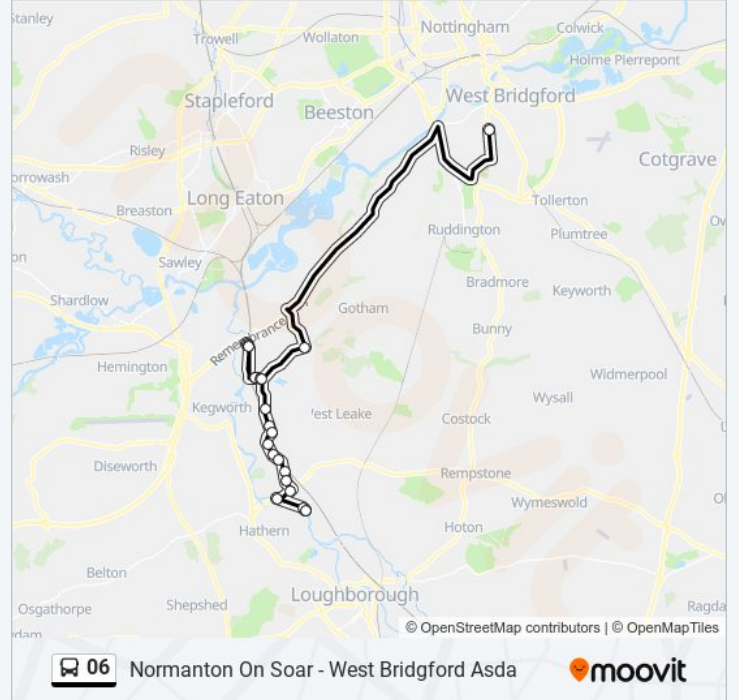 Stanley
Trowell
Wollaton
Nottingham
Colwick
Holme Pierrepont
Stapleford
Beeston
West Bridgford
Risley
Cotgrave
orrowash
Long Eaton
Breaston
Tollerton
Ruddington
Plumtree
Sawley
Bradmore
Keyworth
Shardlow
Gotham
Bunny
Hemington
Widmerpool
Kegworth
Wysall
Costock
Diseworth
Rempstone
Wymeswold
Hathern
Hoton
Belton
Loughborough
Shepshed
Osgathorpe
© OpenStreetMap contributors | © OpenMapTiles
06
Normanton On Soar - West Bridgford Asda
moovit